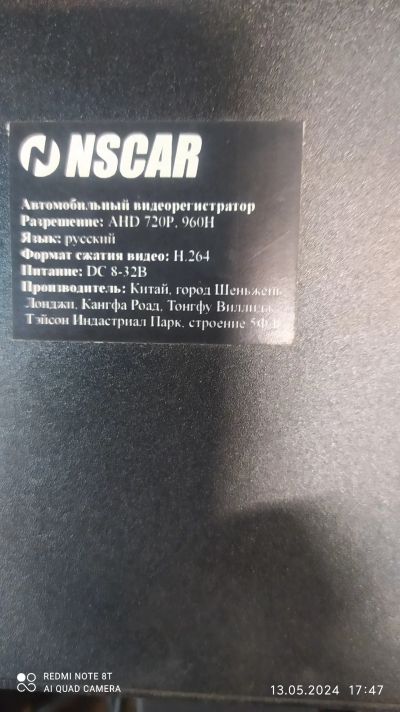 NSCAR
Автомобильный видеорегистратор
Разрешение: AHD 720P, 960H
Язык: русский
Формат сжатия видео: H.264
Питание: DC 8-32В
Производитель: Китай, город Шеньжень
Лонджи, Кангфа Роад, Тонгфу Виллидж
Тэйсон Индастриал Парк, строение
REDMI NOTE 8T
AI QUAD CAMERA
13.05.2024 17:47